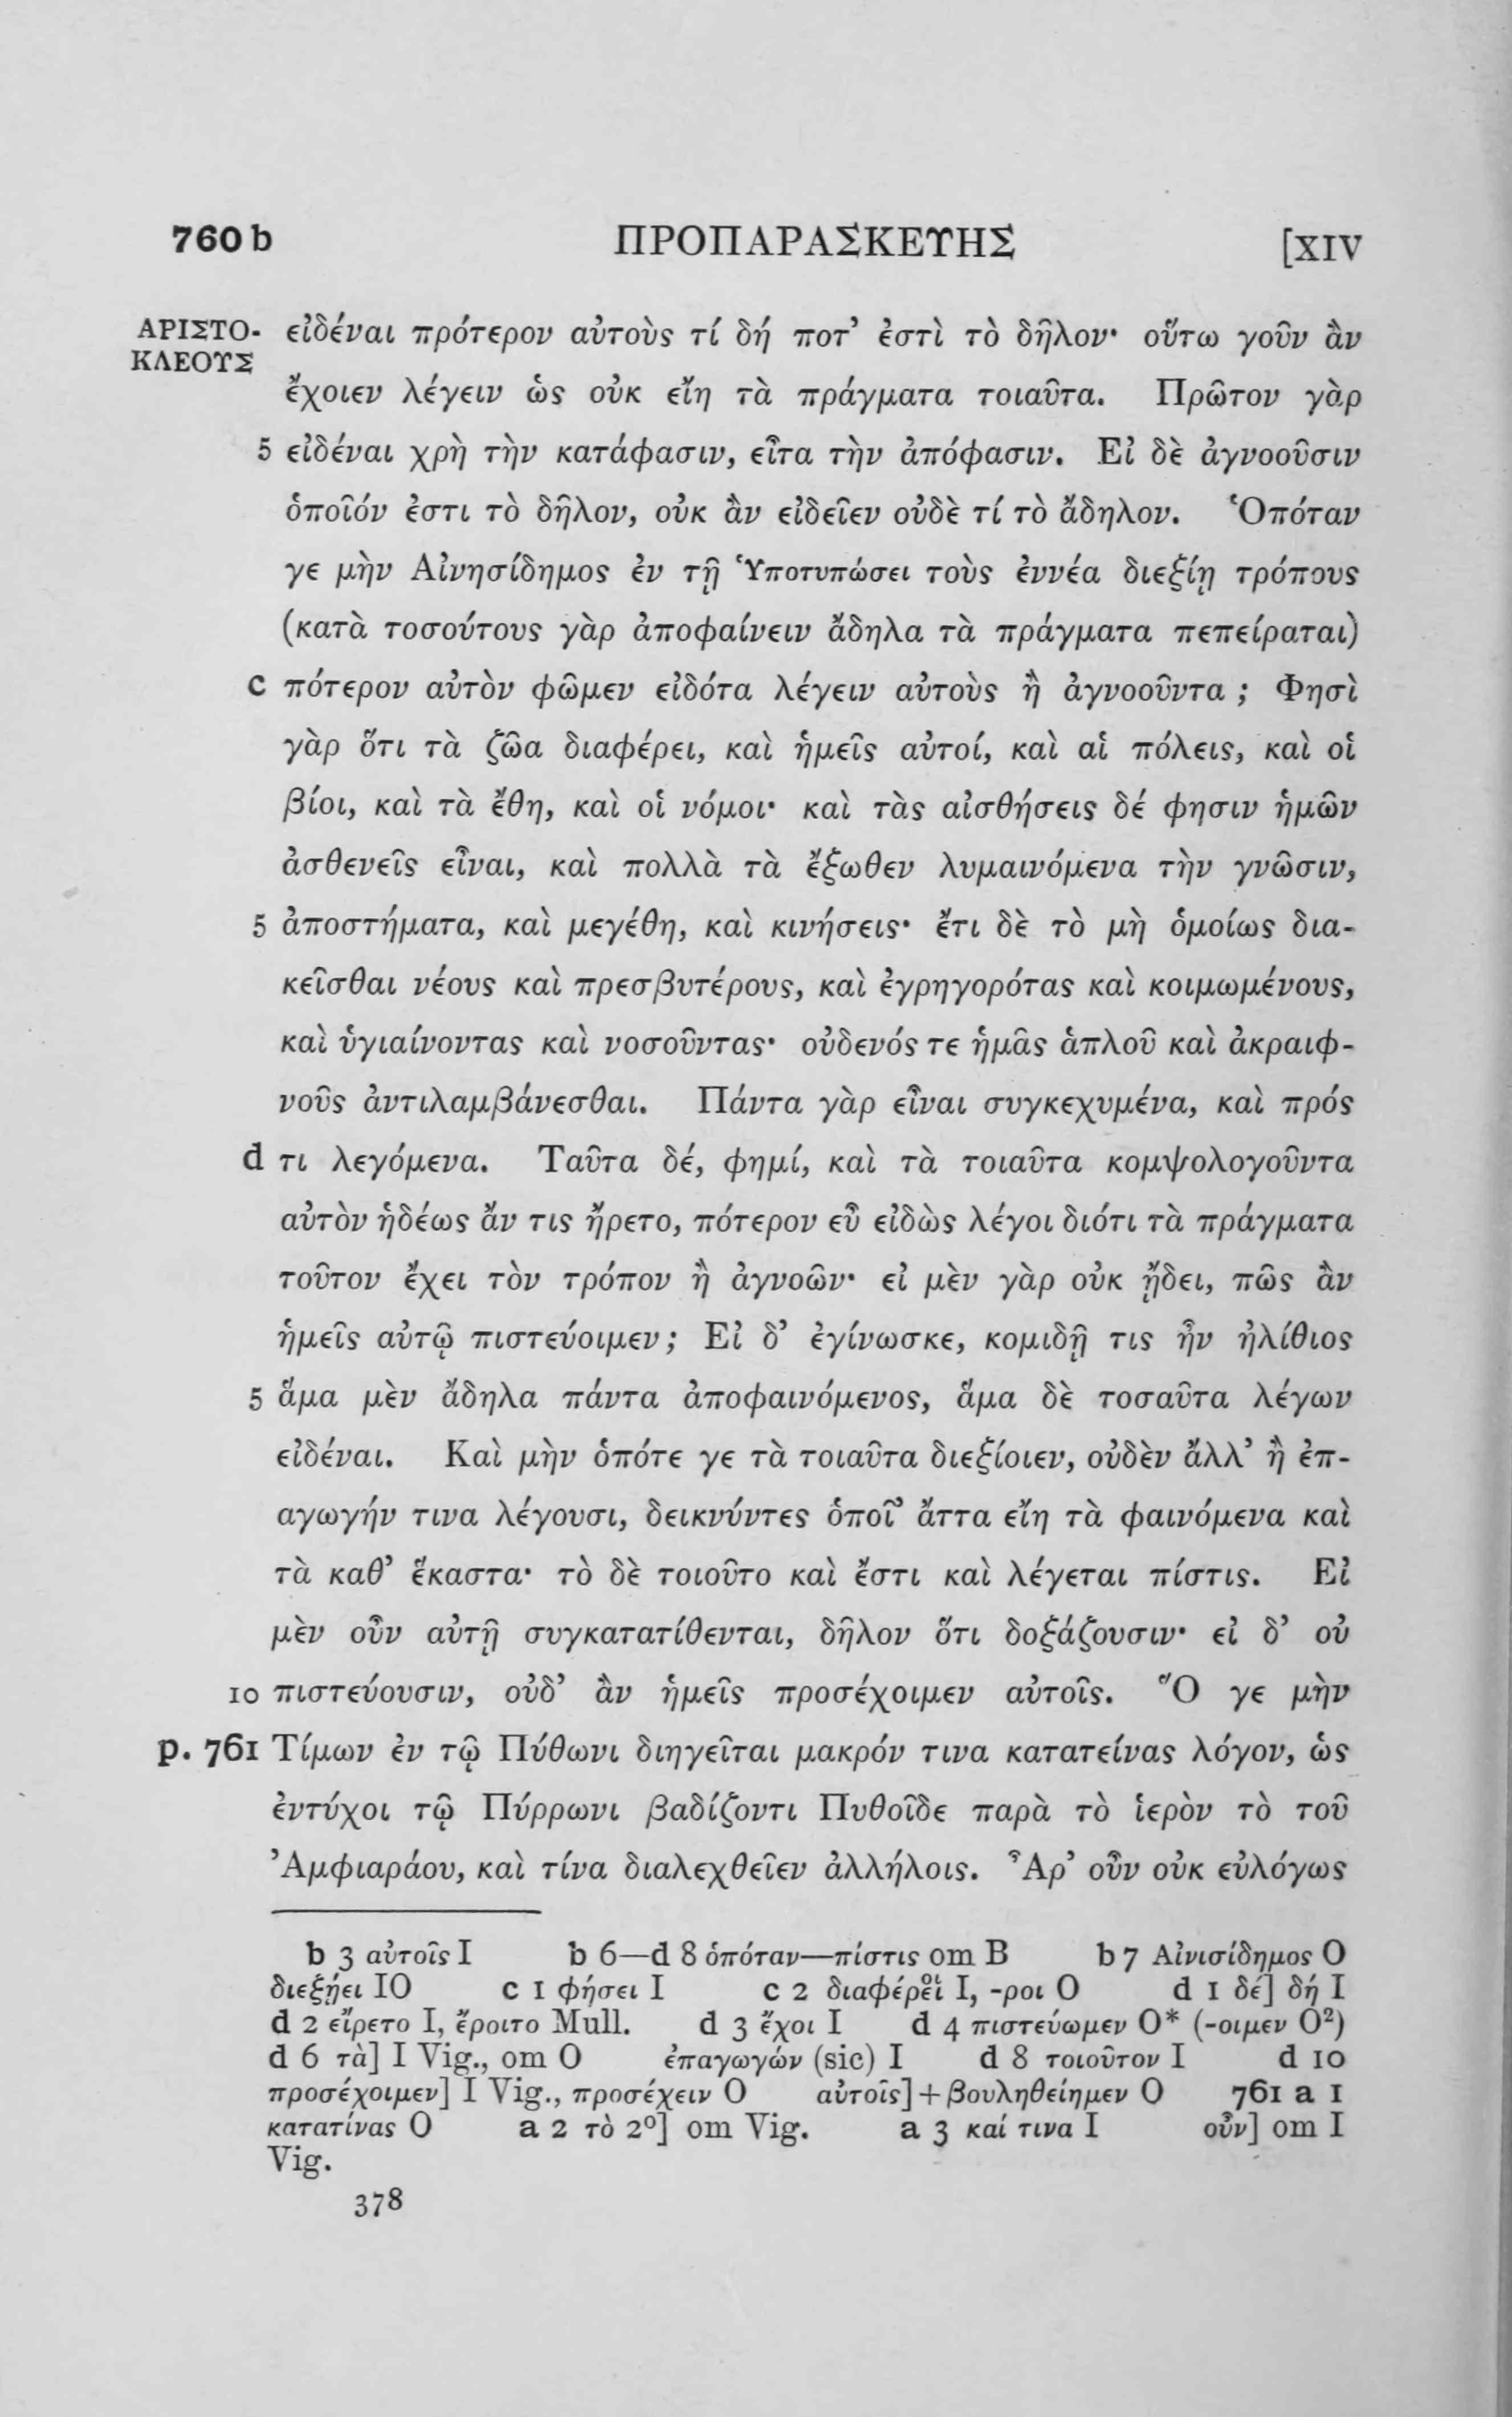 760 b ΠΡΟΠΑΡΑΣΚΕΥΗΣ [XIV
ΑΡΙΣΤΟ- εἰδέναι πρότερον αὐτοὺς τί δή ποτ’ ἐστὶ τὸ δῆλον· οὕτω γοῦν ἂν
ΚΛΕΟΥΣ
ἔχοιεν λέγειν ὡς οὐκ εἴη τὰ πράγματα τοιαῦτα. Πρῶτον γὰρ
5 εἰδέναι χρὴ τὴν κατάφασιν, εἶτα τὴν ἀπόφασιν. Εἰ δὲ ἀγνοοῦσιν
ὁποῖόν ἐστι τὸ δῆλον, οὐκ ἂν εἰδεῖεν οὐδὲ τί τὸ ἄδηλον. Ὁπόταν
γε μὴν Αἰνησίδημος ἐν τῇ Ὑποτυπώσει τοὺς ἐννέα διεξίῃ τρόπους
(κατὰ τοσούτους γὰρ ἀποφαίνειν ἄδηλα τὰ πράγματα πεπείραται)
c πότερον αὐτὸν φῶμεν εἰδότα λέγειν αὐτοὺς ἢ ἀγνοοῦντα ; Φησὶ
γὰρ ὅτι τὰ ζῶα διαφέρει, καὶ ἡμεῖς αὐτοί, καὶ αἱ πόλεις, καὶ οἱ
βίοι, καὶ τὰ ἔθη, καὶ οἱ νόμοι· καὶ τὰς αἰσθήσεις δέ φησιν ἡμῶν
ἀσθενεῖς εἶναι, καὶ πολλὰ τὰ ἔξωθεν λυμαινόμενα τὴν γνῶσιν,
5 ἀποστήματα, καὶ μεγέθη, καὶ κινήσεις· ἔτι δὲ τὸ μὴ ὁμοίως δια-
κεῖσθαι νέους καὶ πρεσβυτέρους, καὶ ἐγρηγορότας καὶ κοιμωμένους,
καὶ ὑγιαίνοντας καὶ νοσοῦντας· οὐδενός τε ἡμᾶς ἁπλοῦ καὶ ἀκραιφ-
νοῦς ἀντιλαμβάνεσθαι. Πάντα γὰρ εἶναι συγκεχυμένα, καὶ πρός
d τι λεγόμενα. Ταῦτα δέ, φημί, καὶ τὰ τοιαῦτα κομψολογοῦντα
αὐτὸν ἡδέως ἄν τις ἤρετο, πότερον εὖ εἰδὼς λέγοι διότι τὰ πράγματα
τοῦτον ἔχει τὸν τρόπον ἢ ἀγνοῶν· εἰ μὲν γὰρ οὐκ ᾔδει, πῶς ἂν
ἡμεῖς αὐτῷ πιστεύοιμεν; Εἰ δ’ ἐγίνωσκε, κομιδῇ τις ἦν ἠλίθιος
5 ἅμα μὲν ἄδηλα πάντα ἀποφαινόμενος, ἅμα δὲ τοσαῦτα λέγων
εἰδέναι. Καὶ μὴν ὁπότε γε τὰ τοιαῦτα διεξίοιεν, οὐδὲν ἄλλ’ ἢ ἐπ-
αγωγήν τινα λέγουσι, δεικνύντες ὁποῖ’ ἄττα εἴη τὰ φαινόμενα καὶ
τὰ καθ’ ἕκαστα· τὸ δὲ τοιοῦτο καὶ ἔστι καὶ λέγεται πίστις. Εἰ
μὲν οὖν αὐτῇ συγκατατίθενται, δῆλον ὅτι δοξάζουσιν· εἰ δ’ οὐ
10 πιστεύουσιν, οὐδ’ ἂν ἡμεῖς προσέχοιμεν αὐτοῖς. Ὅ γε μὴν
p. 761 Τίμων ἐν τῷ Πύθωνι διηγεῖται μακρόν τινα κατατείνας λόγον, ὡς
ἐντύχοι τῷ Πύρρωνι βαδίζοντι Πυθοῖδε παρὰ τὸ ἱερὸν τὸ τοῦ
Ἀμφιαράου, καὶ τίνα διαλεχθεῖεν ἀλλήλοις. Ἆρ’ οὖν οὐκ εὐλόγως
b 3 αὐτοῖς I b 6—d 8 ὁπόταν—πίστις om B b 7 Αἰνισίδημος O
διεξῄει IO c 1 φήσει I c 2 διαφέρεῖ I, -ροι O d 1 δέ] δή I
d 2 εἴρετο I, ἔροιτο Mull. d 3 ἔχοι I d 4 πιστεύωμεν O* (-οιμεν O²)
d 6 τὰ] I Vig., om O ἐπαγωγών (sic) I d 8 τοιοῦτον I d 10
προσέχοιμεν] I Vig., προσέχειν O αὐτοῖς]+βουληθείημεν O 761 a 1
κατατίνας O a 2 τὸ 2⁰] om Vig. a 3 καί τινα I οὖν] om I
Vig.
378